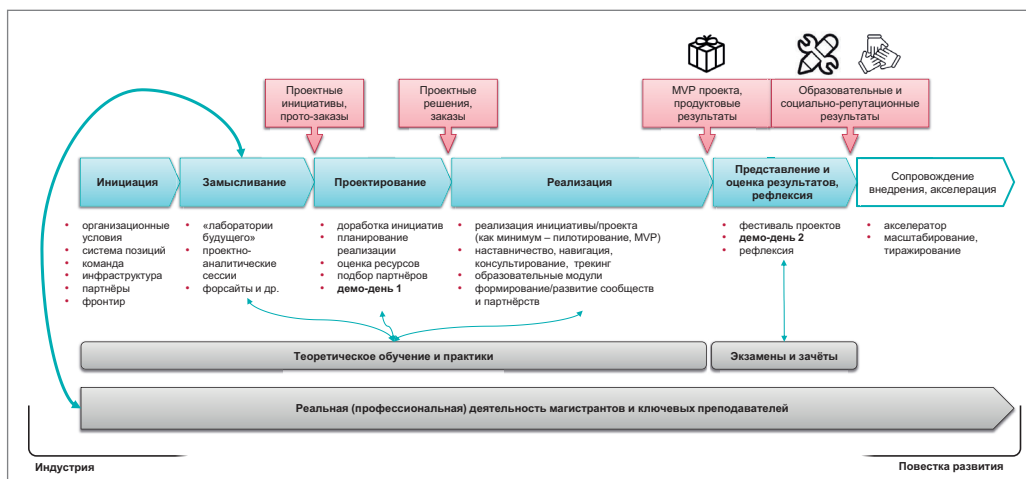 Проектные
инициативы,
прото-заказы
Проектные
решения,
заказы
MVP проекта,
продуктовые
результаты
Образовательные и
социально-репутационные
результаты
Инициация
Замысливание
Проектирование
Реализация
Представление и
оценка результатов,
рефлексия
Сопровождение
внедрения, акселерация
• организационные
условия
• система позиций
• команда
• инфраструктура
• партнёры
• фронтир
• «лаборатории
будущего»
• проектно-
аналитические
сессии
• форсайты и др.
• доработка инициатив
• планирование
реализации
• оценка ресурсов
• подбор партнёров
• демо-день 1
• реализация инициативы/проекта
(как минимум – пилотирование, MVP)
• наставничество, навигация,
консультирование, трекинг
• образовательные модули
• формирование/развитие сообществ
и партнёрств
• фестиваль проектов
• демо-день 2
• рефлексия
• акселератор
• масштабирование,
тиражирование
Теоретическое обучение и практики
Экзамены и зачёты
Реальная (профессиональная) деятельность магистрантов и ключевых преподавателей
Индустрия
Повестка развития